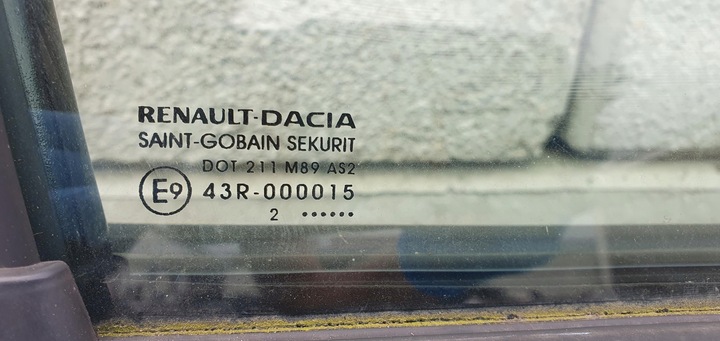 RENAULT-DACIA
SAINT-GOBAIN SEKURIT
DOT 211 M89 AS2
E9 43R-000015
2 ••••••